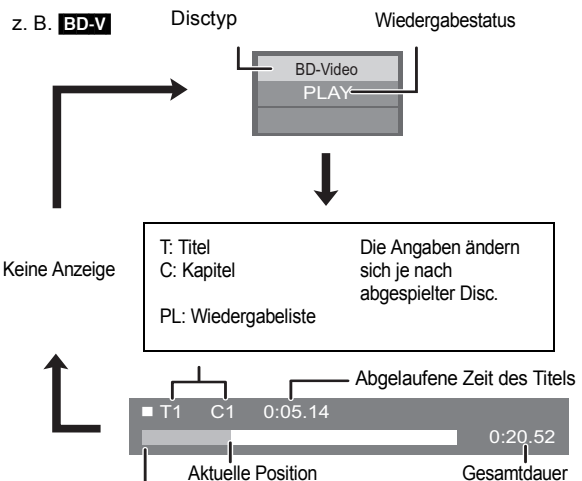 z. B. BD-V
Disctyp
Wiedergabestatus
BD-Video
PLAY
Keine Anzeige
T: Titel
C: Kapitel
PL: Wiedergabeliste
Die Angaben ändern
sich je nach
abgespielter Disc.
Abgelaufene Zeit des Titels
T1 C1 0:05.14
0:20.52
Aktuelle Position
Gesamtdauer